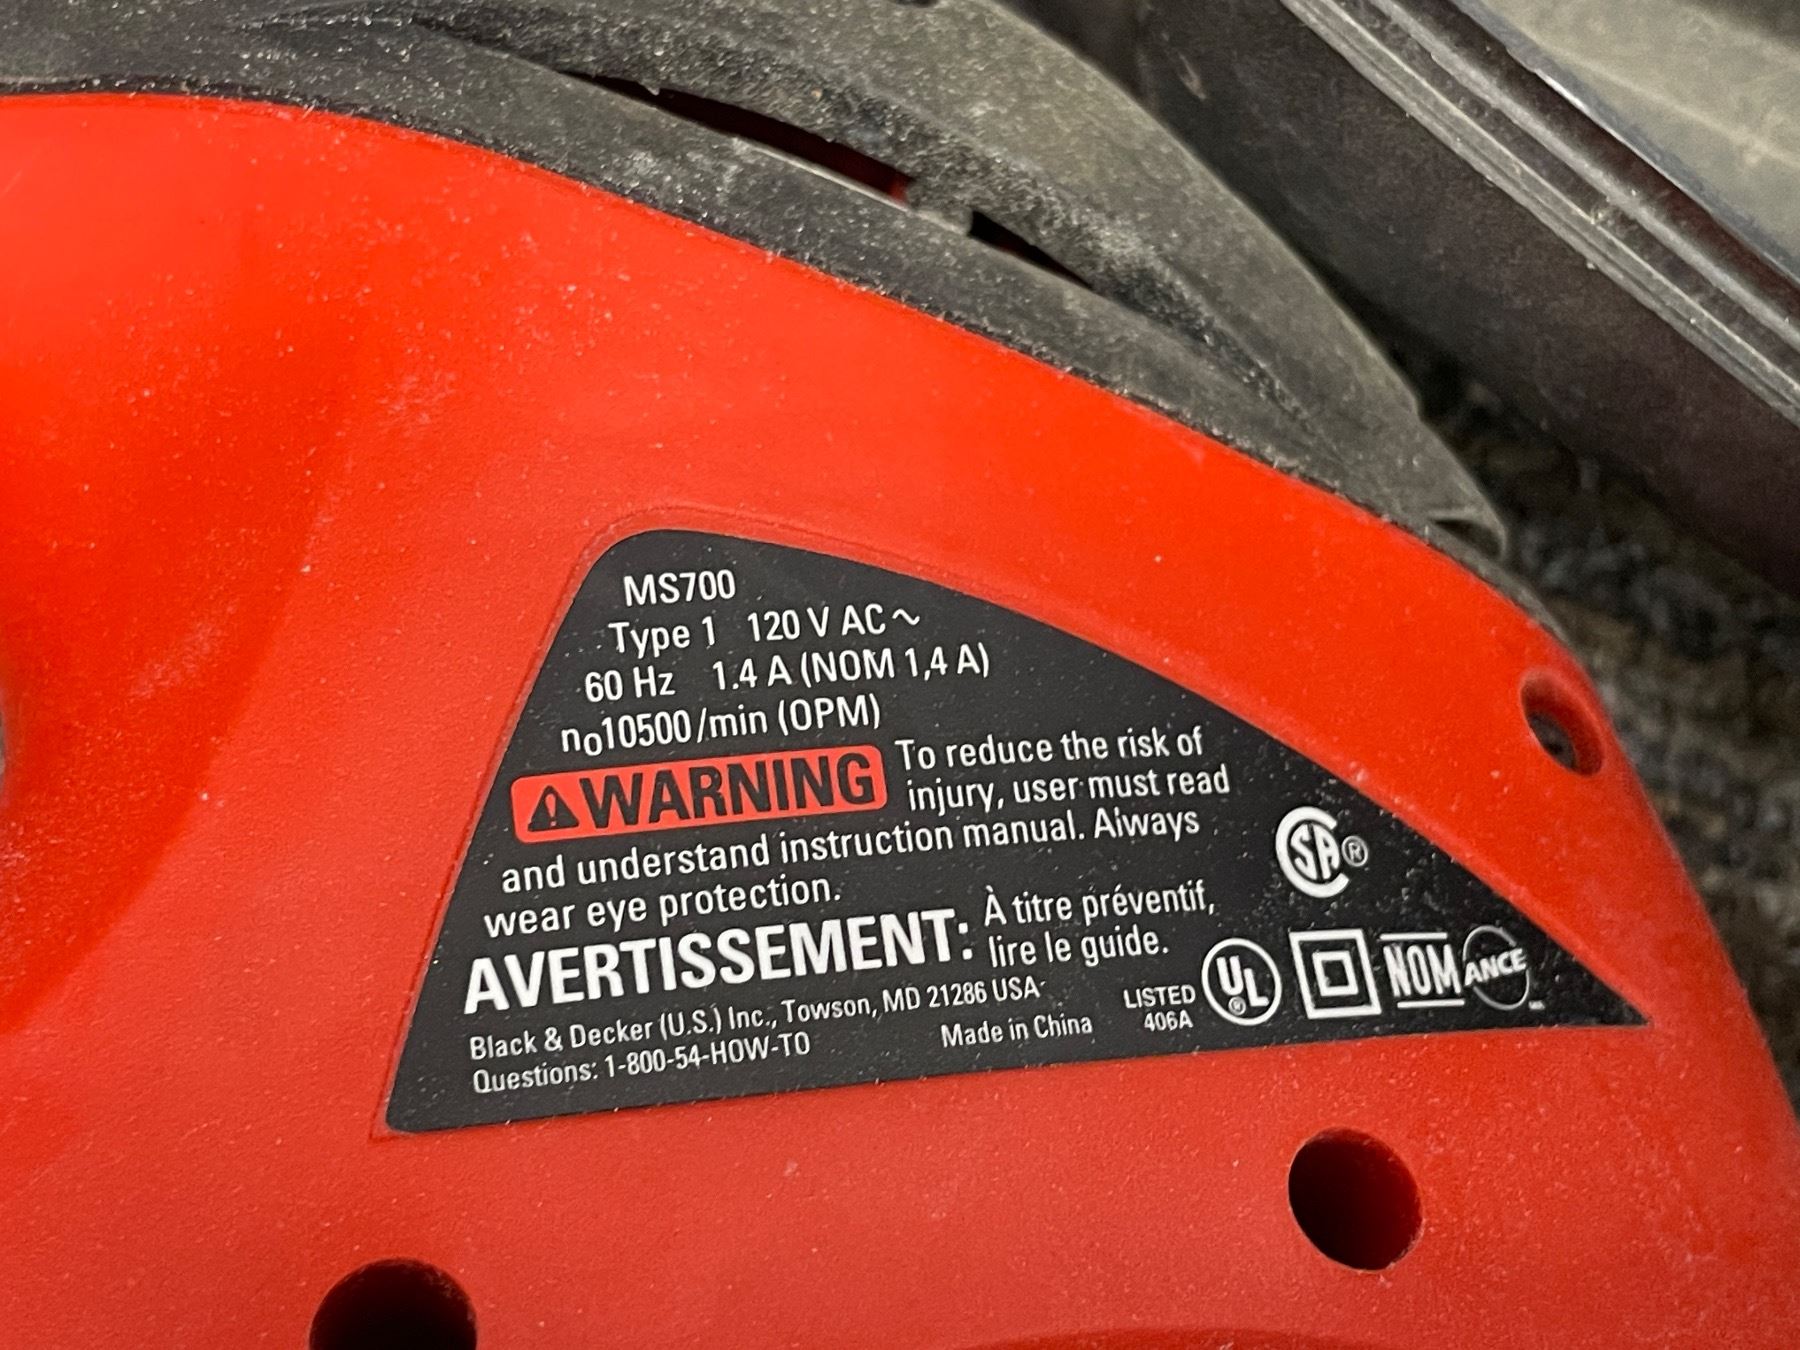 MS700
Type 1 120 V AC ~
60 Hz 1.4 A (NOM 1,4 A)
no10500/min (OPM)
⚠WARNING To reduce the risk of
injury, user must read
and understand instruction manual. Always
wear eye protection.
AVERTISSEMENT: À titre préventif,
lire le guide.
Black & Decker (U.S.) Inc., Towson, MD 21286 USA
Questions: 1-800-54-HOW-TO
Made in China
LISTED
406A
UL®
SA®
NOM ANCE